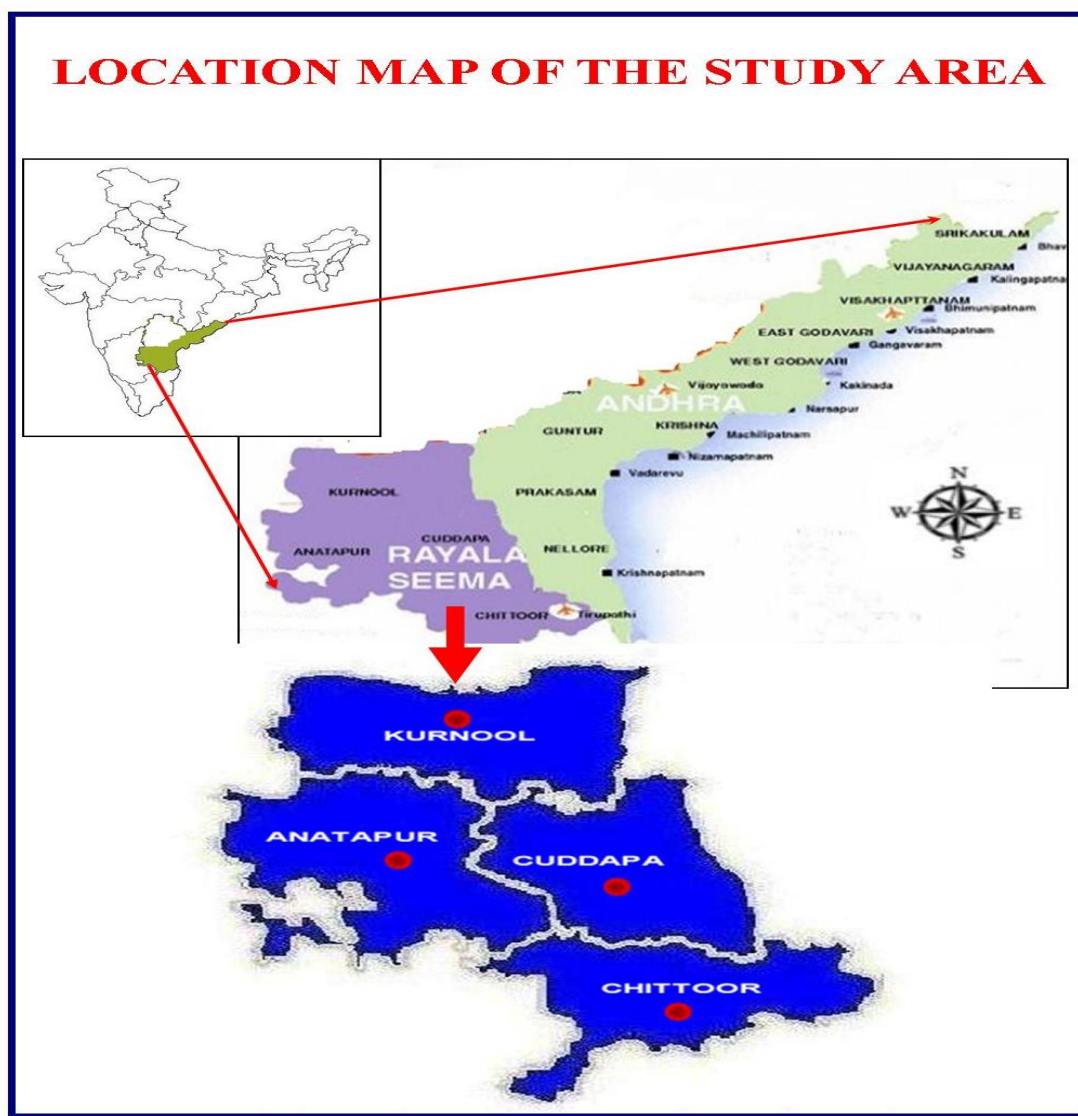 LOCATION MAP OF THE STUDY AREA
SRIKAKULAM
Bhav
VIJAYANAGARAM
Kalingapatna
VISAKHAPTTANAM
Bhimunipatnam
EAST GODAVARI
Visakhapatnam
Gangavaram
WEST GODAVARI
Vijayawada
Kakinada
ANDHRA
Narsapur
GUNTUR
KRISHNA
Machilipatnam
Nizamapatnam
Vadarevu
KURNOOL
PRAKASAM
N
W
E
S
CUDDAPA
ANATAPUR
RAYALA
SEEMA
NELLORE
Krishnapatnam
CHITTOOR
Tirupathi
KURNOOL
ANATAPUR
CUDDAPA
CHITTOOR